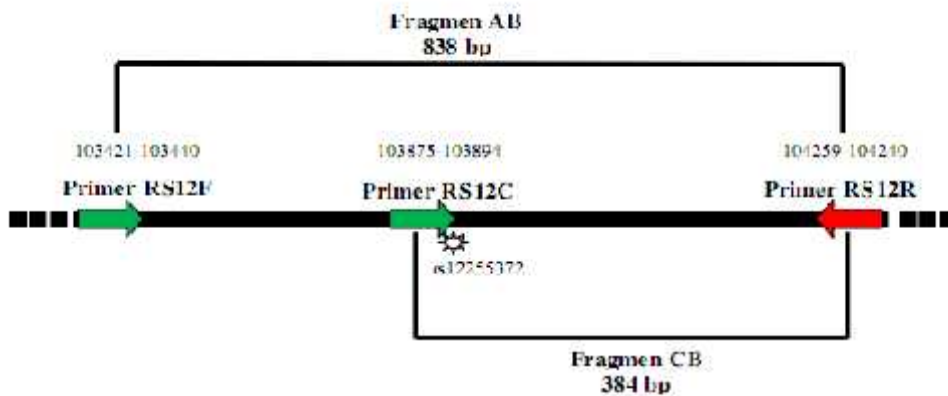 Fragmen AB
838 bp
103421-103440
103875-103894
104259-104240
Primer RS12F
Primer RS12C
Primer RS12R
rs12255372
Fragmen CB
384 bp